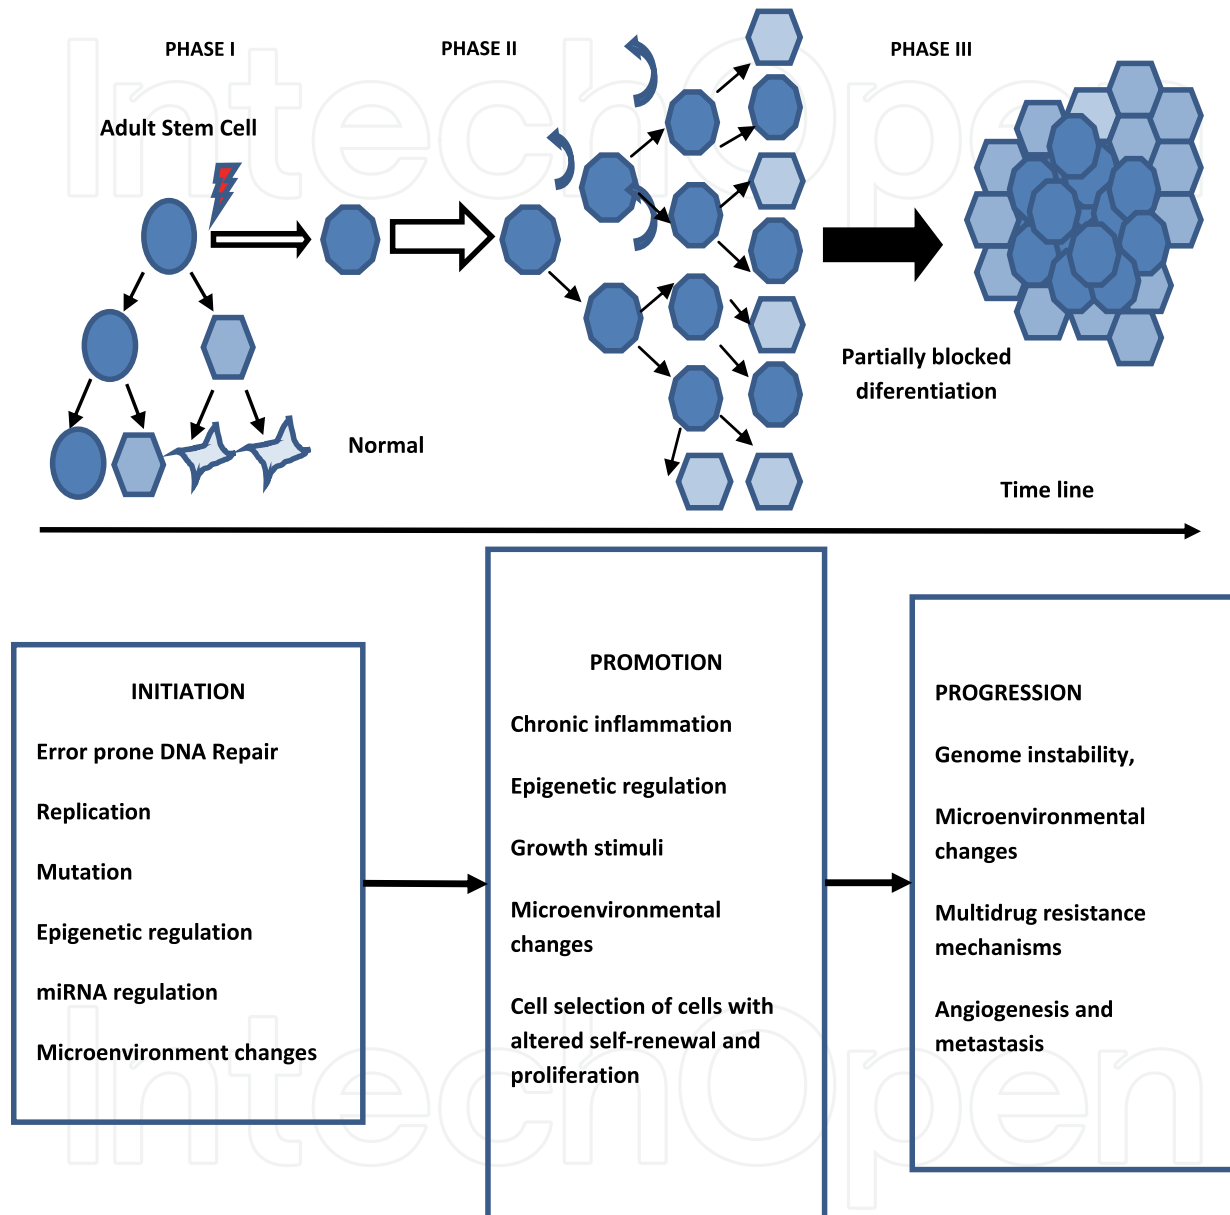 PHASE I
PHASE II
PHASE III
Adult Stem Cell
Normal
Partially blocked
diferentiation
Time line
INITIATION
Error prone DNA Repair
Replication
Mutation
Epigenetic regulation
miRNA regulation
Microenvironment changes
PROMOTION
Chronic inflammation
Epigenetic regulation
Growth stimuli
Microenvironmental
changes
Cell selection of cells with
altered self-renewal and
proliferation
PROGRESSION
Genome instability,
Microenvironmental
changes
Multidrug resistance
mechanisms
Angiogenesis and
metastasis
IntechOpen
IntechOpen